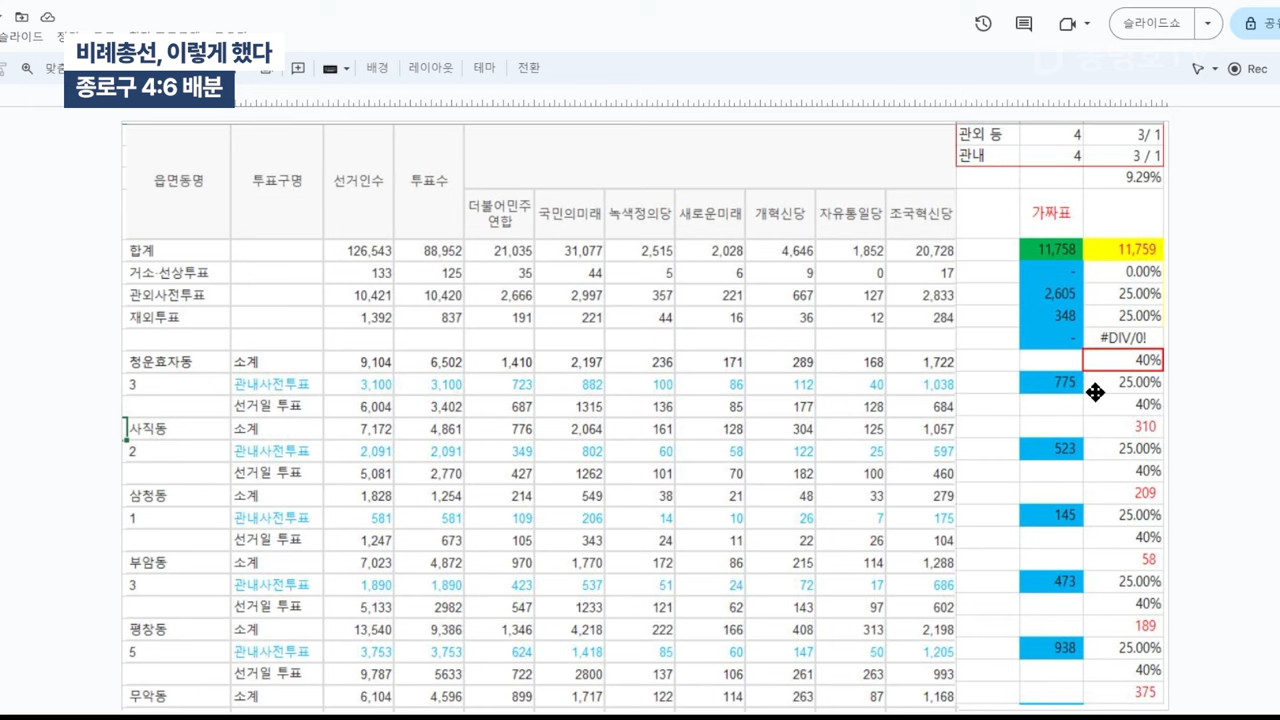 슬라이드
비례총선, 이렇게 했다
종로구 4:6 배분
슬라이드쇼
배경 레이아웃 테마 전환
Rec
읍면동명 투표구명 선거인수 투표수
더불어민주연합 국민의미래 녹색정의당 새로운미래 개혁신당 자유통일당 조국혁신당
관외 등 4 3/ 1
관내 4 3 / 1
9.29%
가짜표
합계 126,543 88,952 21,035 31,077 2,515 2,028 4,646 1,852 20,728 11,758 11,759
거소·선상투표 133 125 35 44 5 6 9 0 17 - 0.00%
관외사전투표 10,421 10,420 2,666 2,997 357 221 667 127 2,833 2,605 25.00%
재외투표 1,392 837 191 221 44 16 36 12 284 348 25.00%
- #DIV/0!
청운효자동 소계 9,104 6,502 1,410 2,197 236 171 289 168 1,722 40%
3 관내사전투표 3,100 3,100 723 882 100 86 112 40 1,038 775 25.00%
선거일 투표 6,004 3,402 687 1315 136 85 177 128 684 40%
사직동 소계 7,172 4,861 776 2,064 161 128 304 125 1,057 310
2 관내사전투표 2,091 2,091 349 802 60 58 122 25 597 523 25.00%
선거일 투표 5,081 2,770 427 1262 101 70 182 100 460 40%
삼청동 소계 1,828 1,254 214 549 38 21 48 33 279 209
1 관내사전투표 581 581 109 206 14 10 26 7 175 145 25.00%
선거일 투표 1,247 673 105 343 24 11 22 26 104 40%
부암동 소계 7,023 4,872 970 1,770 172 86 215 114 1,288 58
3 관내사전투표 1,890 1,890 423 537 51 24 72 17 686 473 25.00%
선거일 투표 5,133 2982 547 1233 121 62 143 97 602 40%
평창동 소계 13,540 9,386 1,346 4,218 222 166 408 313 2,198 189
5 관내사전투표 3,753 3,753 624 1,418 85 60 147 50 1,205 938 25.00%
선거일 투표 9,787 5633 722 2800 137 106 261 263 993 40%
무악동 소계 6,104 4,596 899 1,717 122 114 263 87 1,168 375